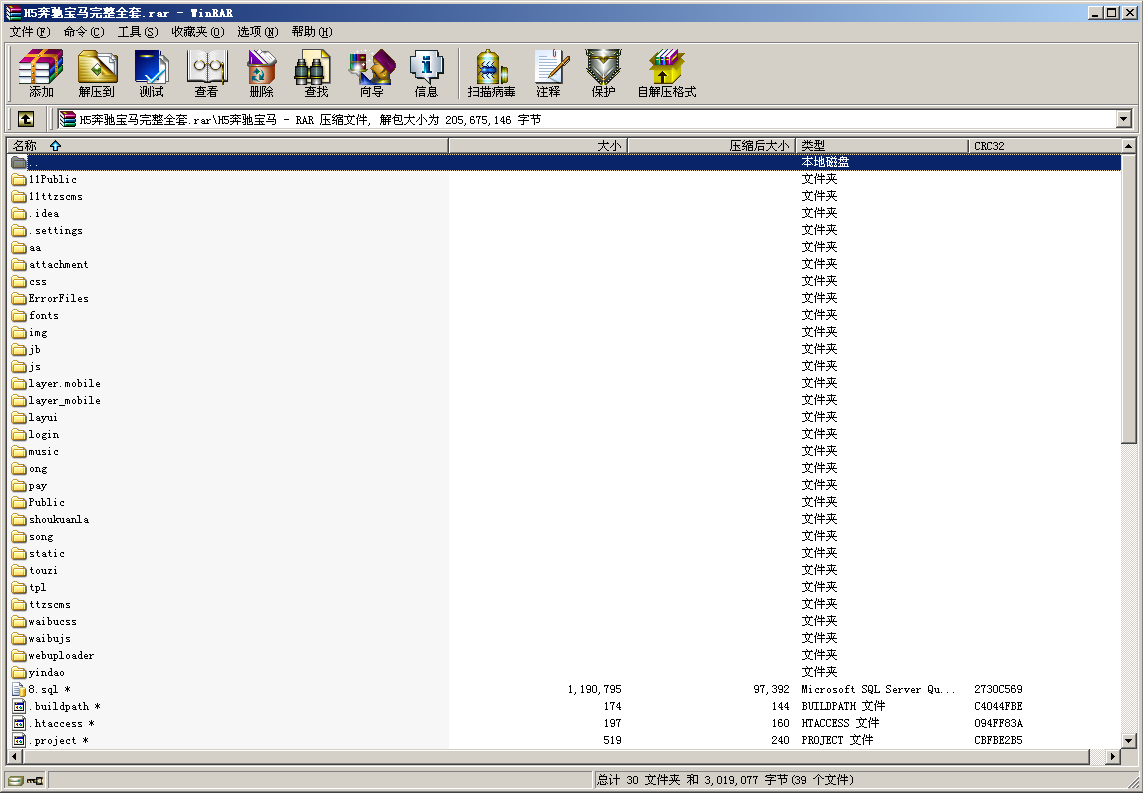 H5奔驰宝马完整全套.rar - WinRAR
文件(F) 命令(C) 工具(S) 收藏夹(O) 选项(N) 帮助(H)
添加 解压到 测试 查看 删除 查找 向导 信息 扫描病毒 注释 保护 自解压格式
H5奔驰宝马完整全套.rar\H5奔驰宝马 - RAR 压缩文件, 解包大小为 205,675,146 字节
名称 大小 压缩后大小 类型 CRC32
.. 本地磁盘
11Public 文件夹
11ttzscms 文件夹
.idea 文件夹
.settings 文件夹
aa 文件夹
attachment 文件夹
css 文件夹
ErrorFiles 文件夹
fonts 文件夹
img 文件夹
jb 文件夹
js 文件夹
layer.mobile 文件夹
layer_mobile 文件夹
layui 文件夹
login 文件夹
music 文件夹
ong 文件夹
pay 文件夹
Public 文件夹
shoukuanla 文件夹
song 文件夹
static 文件夹
touzi 文件夹
tpl 文件夹
ttzscms 文件夹
waibucss 文件夹
waibujs 文件夹
webuploader 文件夹
yindao 文件夹
8.sql * 1,190,795 97,392 Microsoft SQL Server Qu... 2730C569
.buildpath * 174 144 BUILDPATH 文件 C4044FBE
.htaccess * 197 160 HTACCESS 文件 094FF83A
.project * 519 240 PROJECT 文件 CBFBE2B5
总计 30 文件夹 和 3,019,077 字节(39 个文件)